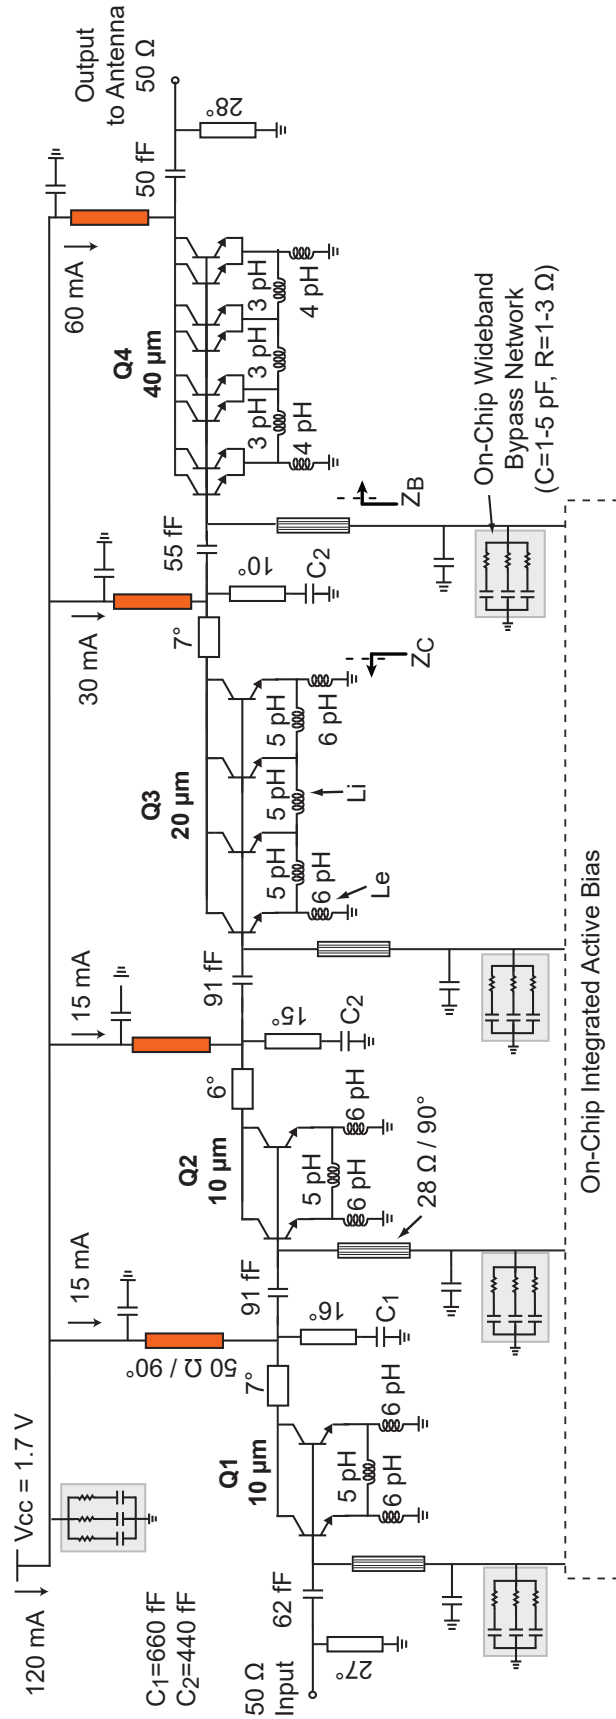 120 mA
Vcc = 1.7 V
15 mA
15 mA
30 mA
60 mA
Output
to Antenna
50 Ω
C1=660 fF
C2=440 fF
50 Ω / 90°
50 fF
28°
Q1
10 µm
Q2
10 µm
Q3
20 µm
Q4
40 µm
50 Ω
Input
27°
62 fF
5 pH
6 pH
6 pH
7°
16°
C1
91 fF
5 pH
6 pH
6 pH
6°
15°
C2
91 fF
5 pH
5 pH
5 pH
6 pH
6 pH
Li
Le
7°
10°
C2
55 fF
3 pH
3 pH
3 pH
4 pH
4 pH
28 Ω / 90°
ZC
ZB
On-Chip Wideband
Bypass Network
(C=1-5 pF, R=1-3 Ω)
On-Chip Integrated Active Bias